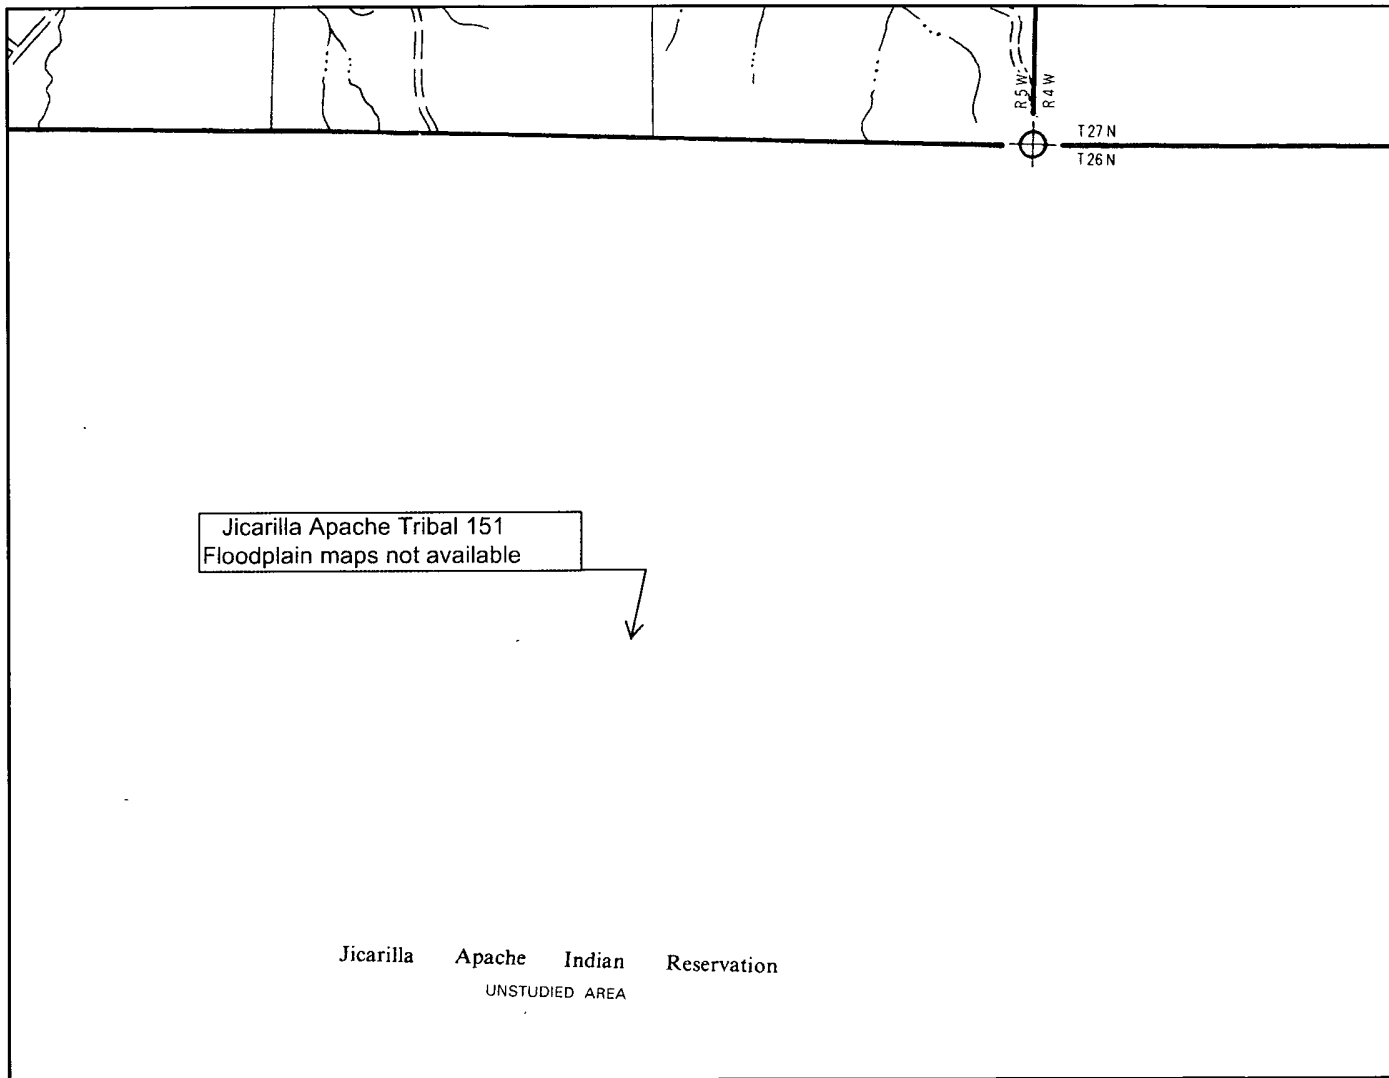 R 5 W
R 4 W
T 27 N
T 26 N
Jicarilla Apache Tribal 151
Floodplain maps not available
Jicarilla Apache Indian Reservation
UNSTUDIED AREA